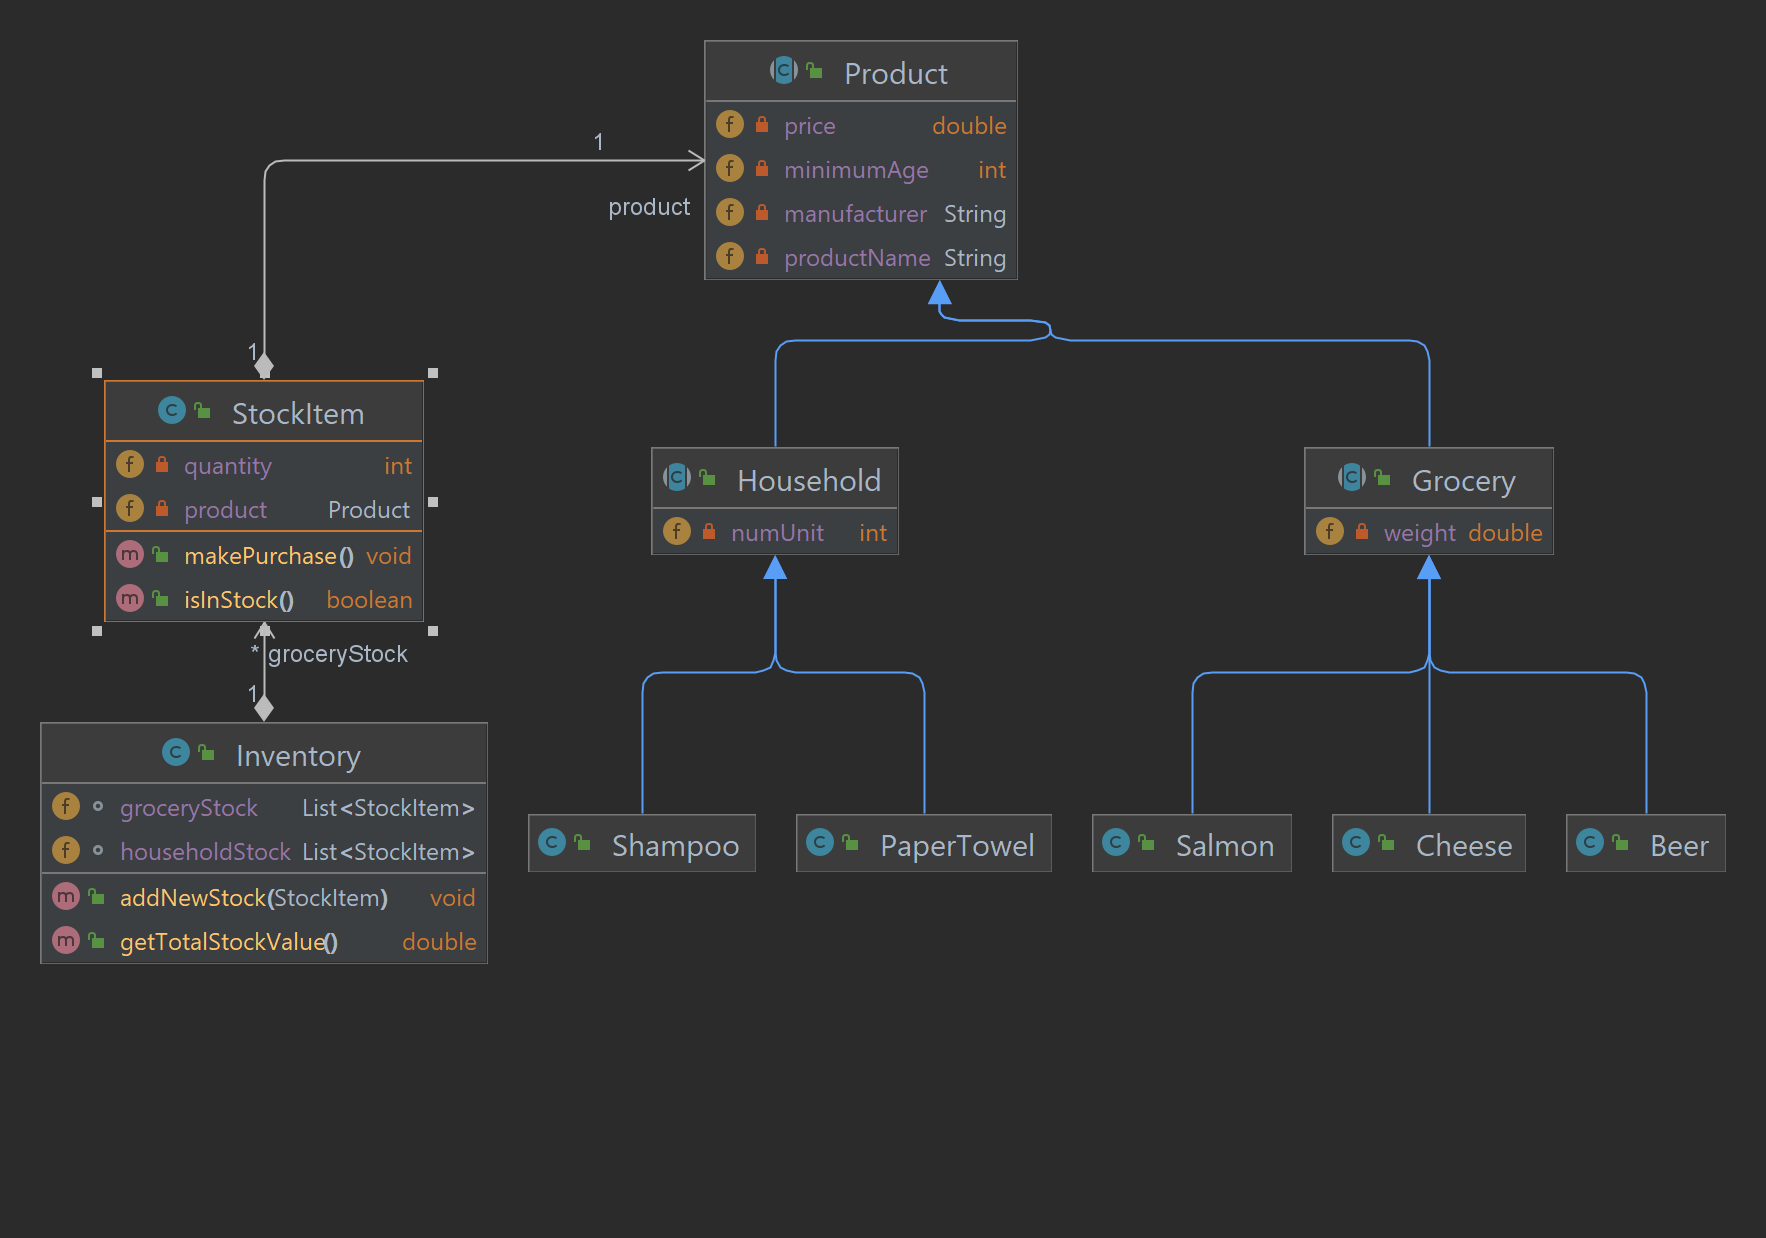 Product
price double
minimumAge int
manufacturer String
productName String
1
product
1
StockItem
quantity int
product Product
makePurchase() void
isInStock() boolean
* groceryStock
1
Inventory
groceryStock List<StockItem>
householdStock List<StockItem>
addNewStock(StockItem) void
getTotalStockValue() double
Household
numUnit int
Grocery
weight double
Shampoo
PaperTowel
Salmon
Cheese
Beer